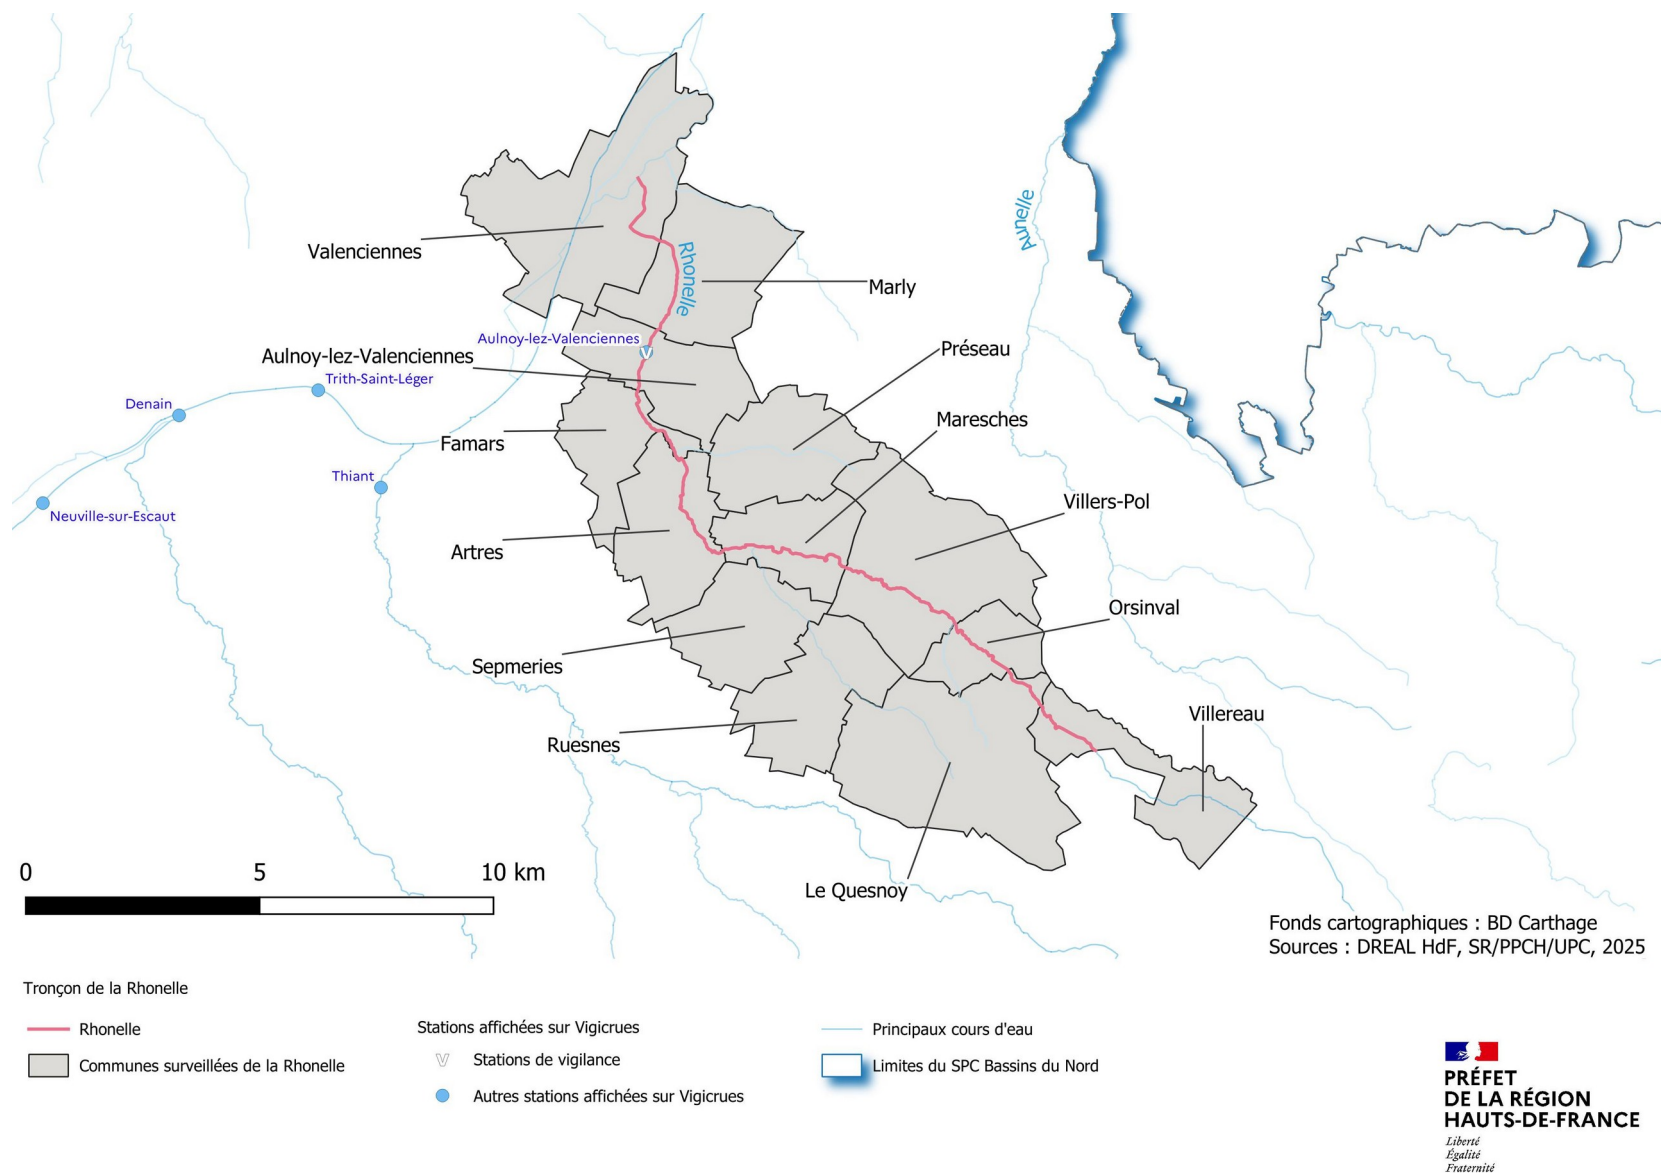 Aunelle
Rhonelle
Valenciennes
Marly
Aulnoy-lez-Valenciennes
Aulnoy-lez-Valenciennes
V
Préseau
Trith-Saint-Léger
Denain
Maresches
Famars
Thiant
Villers-Pol
Neuville-sur-Escaut
Artres
Orsinval
Sepmeries
Villereau
Ruesnes
Le Quesnoy
0 5 10 km
Fonds cartographiques : BD Carthage
Sources : DREAL HdF, SR/PPCH/UPC, 2025
Tronçon de la Rhonelle
Rhonelle
Communes surveillées de la Rhonelle
Stations affichées sur Vigicrues
V Stations de vigilance
Autres stations affichées sur Vigicrues
Principaux cours d'eau
Limites du SPC Bassins du Nord
PRÉFET
DE LA RÉGION
HAUTS-DE-FRANCE
Liberté
Égalité
Fraternité